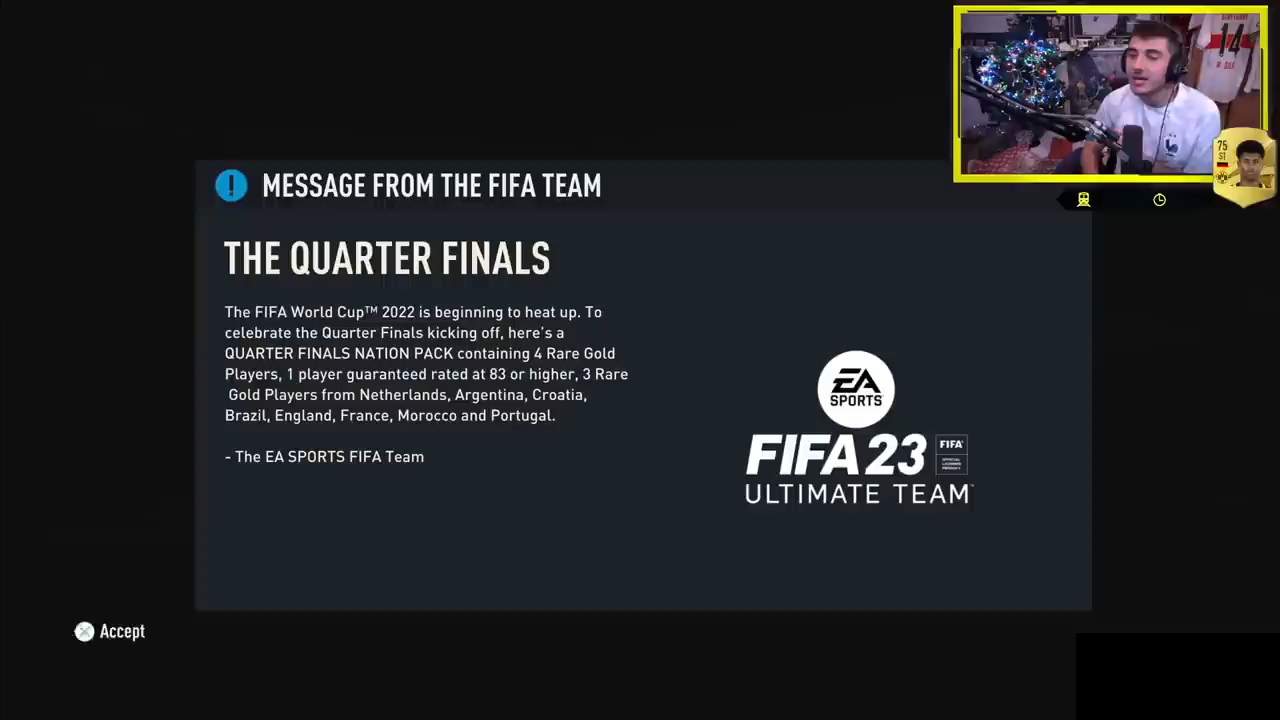 14
75
ST
MESSAGE FROM THE FIFA TEAM
THE QUARTER FINALS
The FIFA World Cup™ 2022 is beginning to heat up. To
celebrate the Quarter Finals kicking off, here's a
QUARTER FINALS NATION PACK containing 4 Rare Gold
Players, 1 player guaranteed rated at 83 or higher, 3 Rare
Gold Players from Netherlands, Argentina, Croatia,
Brazil, England, France, Morocco and Portugal.
- The EA SPORTS FIFA Team
EA
SPORTS
FIFA 23
FIFA
ULTIMATE TEAM
Accept